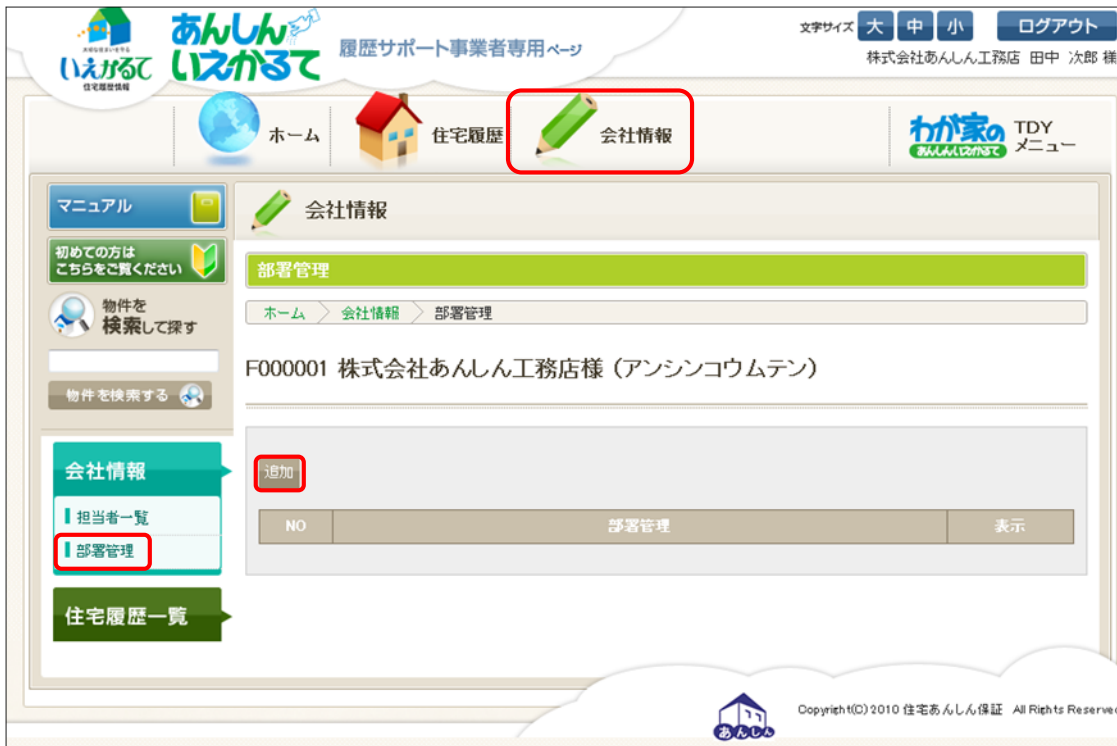 文字サイズ 大 中 小 ログアウト
株式会社あんしん工務店 田中 次郎 様
いえかるて
住宅履歴情報
あんしん
いえかるて
履歴サポート事業者専用ページ
ホーム
住宅履歴
会社情報
わが家の
あんしんいえかるて
TDY
メニュー
マニュアル
初めての方は
こちらをご覧ください
物件を
検索して探す
物件を検索する
会社情報
担当者一覧
部署管理
住宅履歴一覧
会社情報
部署管理
ホーム 会社情報 部署管理
F000001 株式会社あんしん工務店様（アンシンコウムテン）
追加
NO 部署管理 表示
あんしん
Copyright(C)2010 住宅あんしん保証 All Rights Reserved